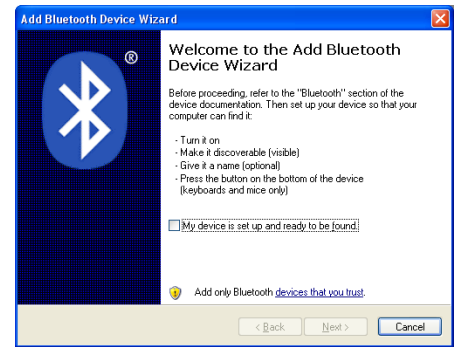 Add Bluetooth Device Wizard
®
Welcome to the Add Bluetooth
Device Wizard
Before proceeding, refer to the "Bluetooth" section of the
device documentation. Then set up your device so that your
computer can find it:
- Turn it on
- Make it discoverable (visible)
- Give it a name (optional)
- Press the button on the bottom of the device
(keyboards and mice only)
My device is set up and ready to be found.
Add only Bluetooth devices that you trust.
< Back Next > Cancel